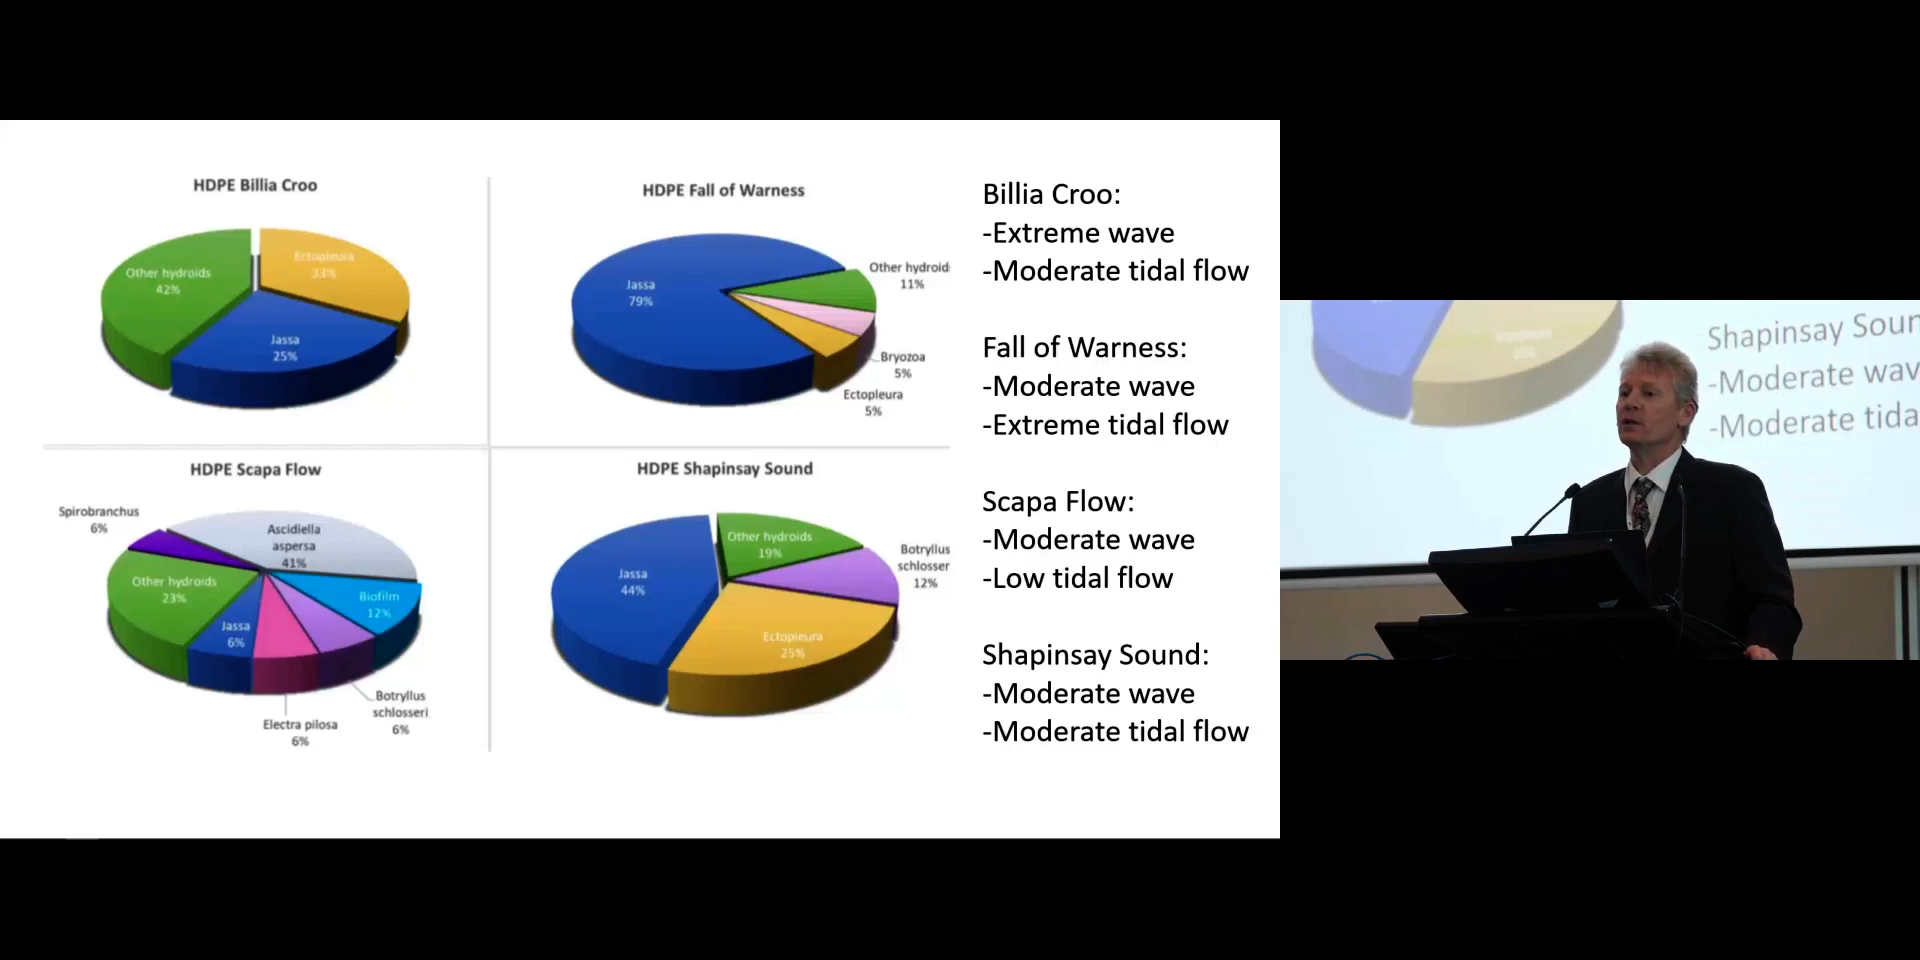 HDPE Billia Croo
Other hydroids
42%
Ectopleura
33%
Jassa
25%
HDPE Fall of Warness
Jassa
79%
Other hydroid
11%
Bryozoa
5%
Ectopleura
5%
HDPE Scapa Flow
Spirobranchus
6%
Ascidiella
aspersa
41%
Other hydroids
23%
Biofilm
12%
Jassa
6%
Botryllus
schlosseri
6%
Electra pilosa
6%
HDPE Shapinsay Sound
Other hydroids
19%
Jassa
44%
Botryllus
schlosser
12%
Ectopleura
25%
Billia Croo:
-Extreme wave
-Moderate tidal flow
Fall of Warness:
-Moderate wave
-Extreme tidal flow
Scapa Flow:
-Moderate wave
-Low tidal flow
Shapinsay Sound:
-Moderate wave
-Moderate tidal flow
Shapinsay Soun
-Moderate wav
-Moderate tida